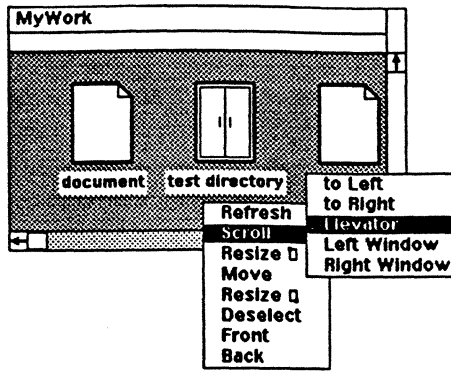 MyWork
document
test directory
to Left
to Right
Elevator
Left Window
Right Window
Refresh
Scroll
Resize
Move
Resize
Deselect
Front
Back